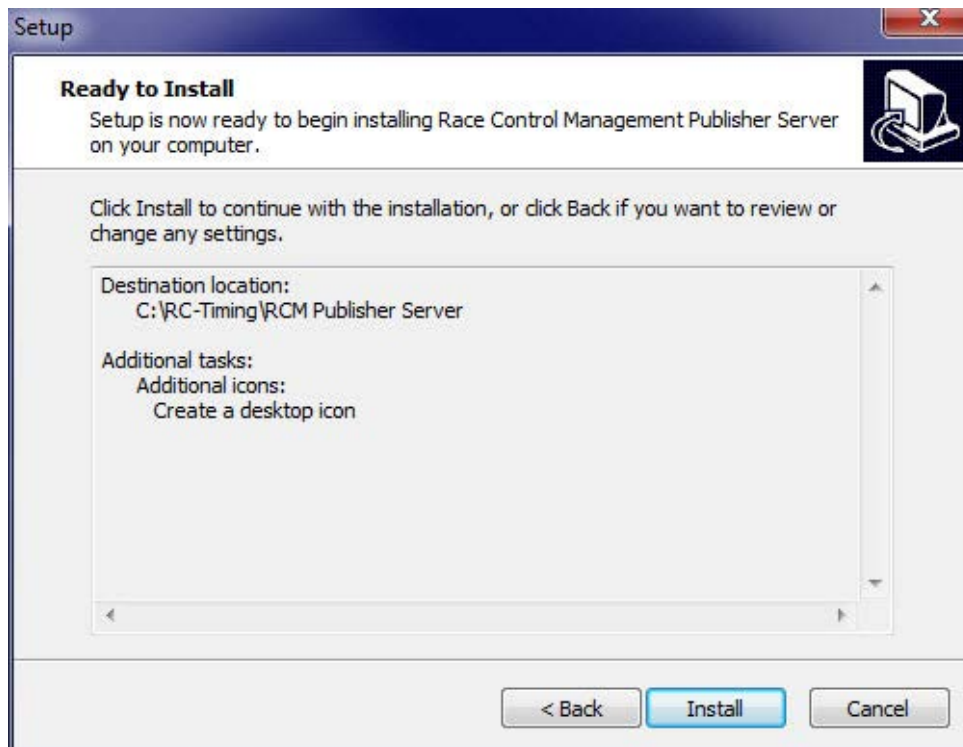 Setup
Ready to Install
Setup is now ready to begin installing Race Control Management Publisher Server
on your computer.
Click Install to continue with the installation, or click Back if you want to review or
change any settings.
Destination location:
C:\RC-Timing\RCM Publisher Server
Additional tasks:
Additional icons:
Create a desktop icon
< Back
Install
Cancel